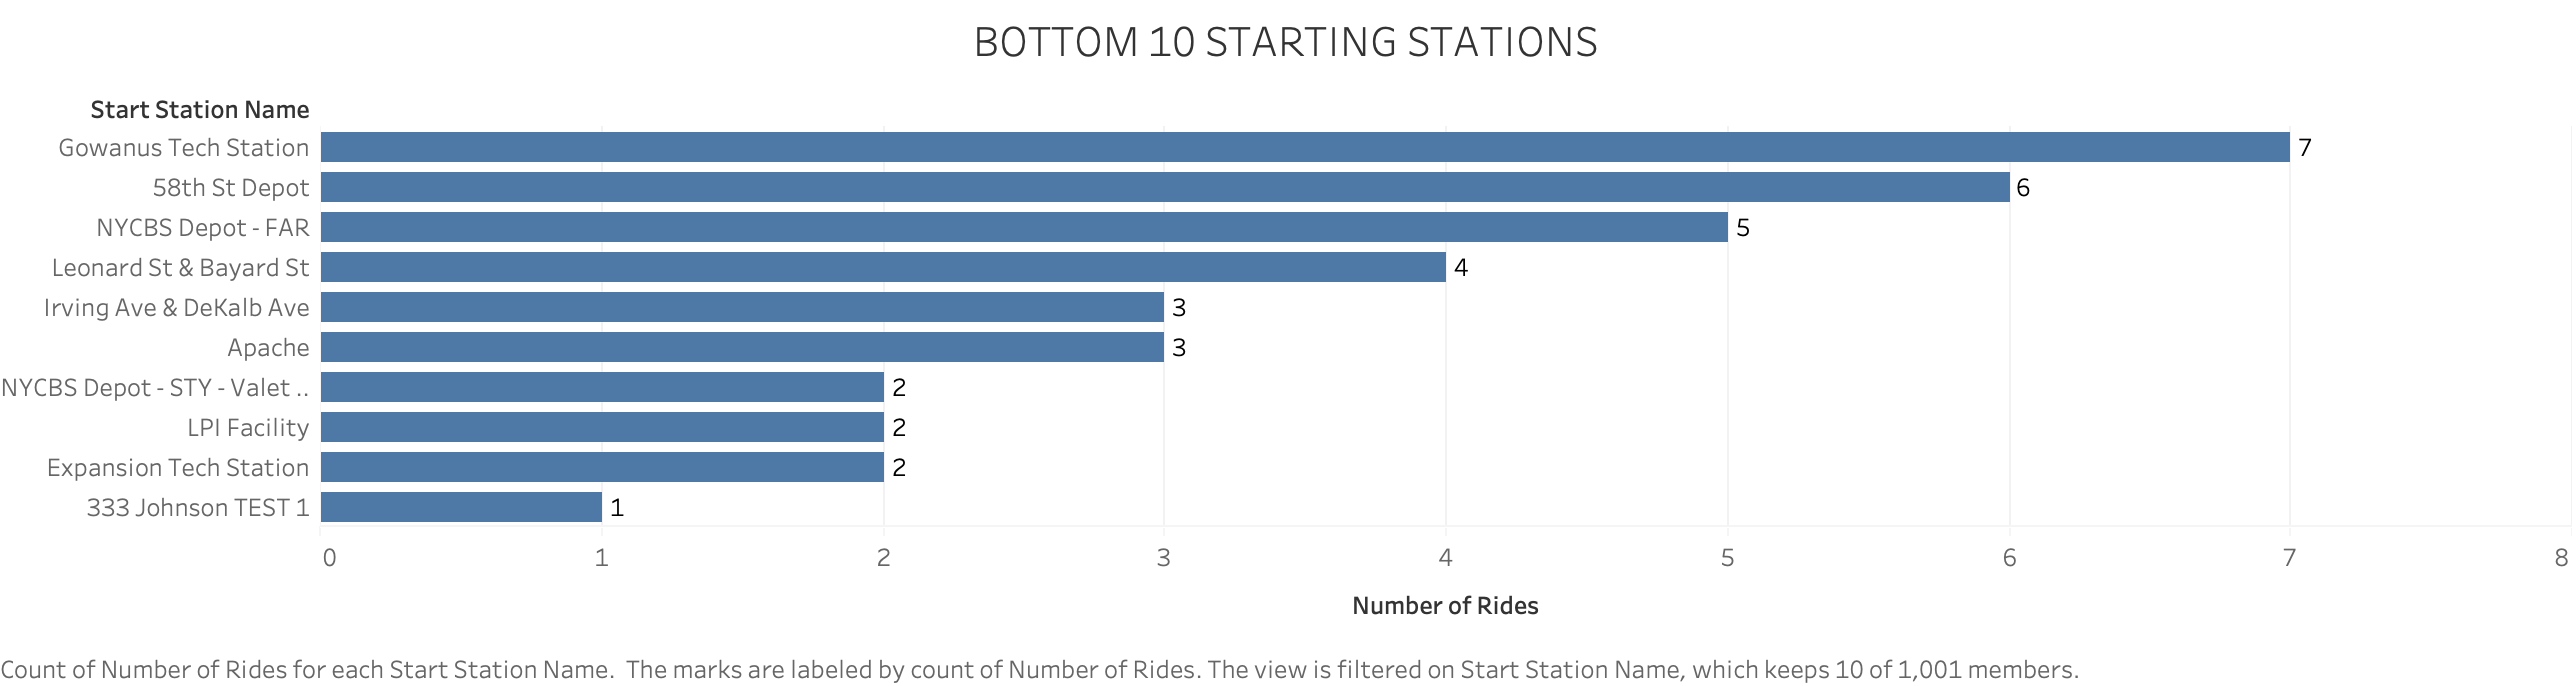 BOTTOM 10 STARTING STATIONS
Start Station Name
Gowanus Tech Station 7
58th St Depot 6
NYCBS Depot - FAR 5
Leonard St & Bayard St 4
Irving Ave & DeKalb Ave 3
Apache 3
NYCBS Depot - STY - Valet .. 2
LPI Facility 2
Expansion Tech Station 2
333 Johnson TEST 1 1
0 1 2 3 4 5 6 7 8
Number of Rides
Count of Number of Rides for each Start Station Name.  The marks are labeled by count of Number of Rides. The view is filtered on Start Station Name, which keeps 10 of 1,001 members.